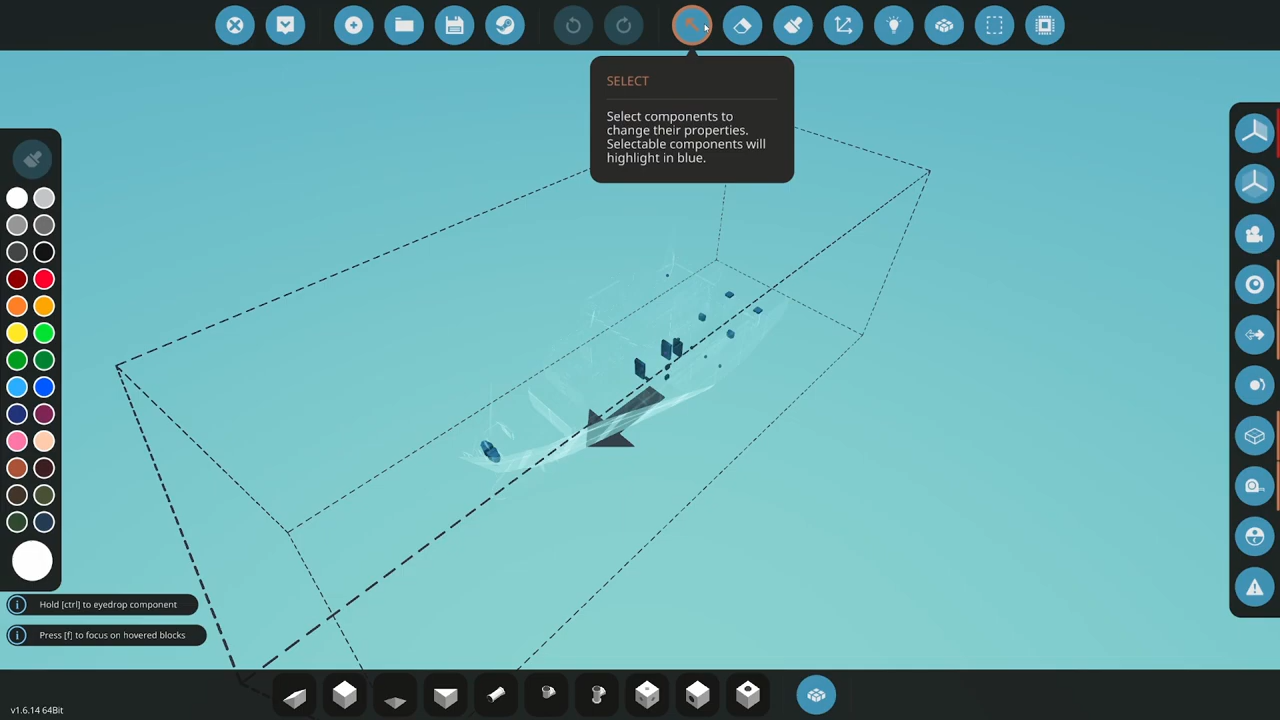 SELECT
Select components to
change their properties.
Selectable components will
highlight in blue.
Hold [ctrl] to eyedrop component
Press [f] to focus on hovered blocks
v1.6.14 64Bit